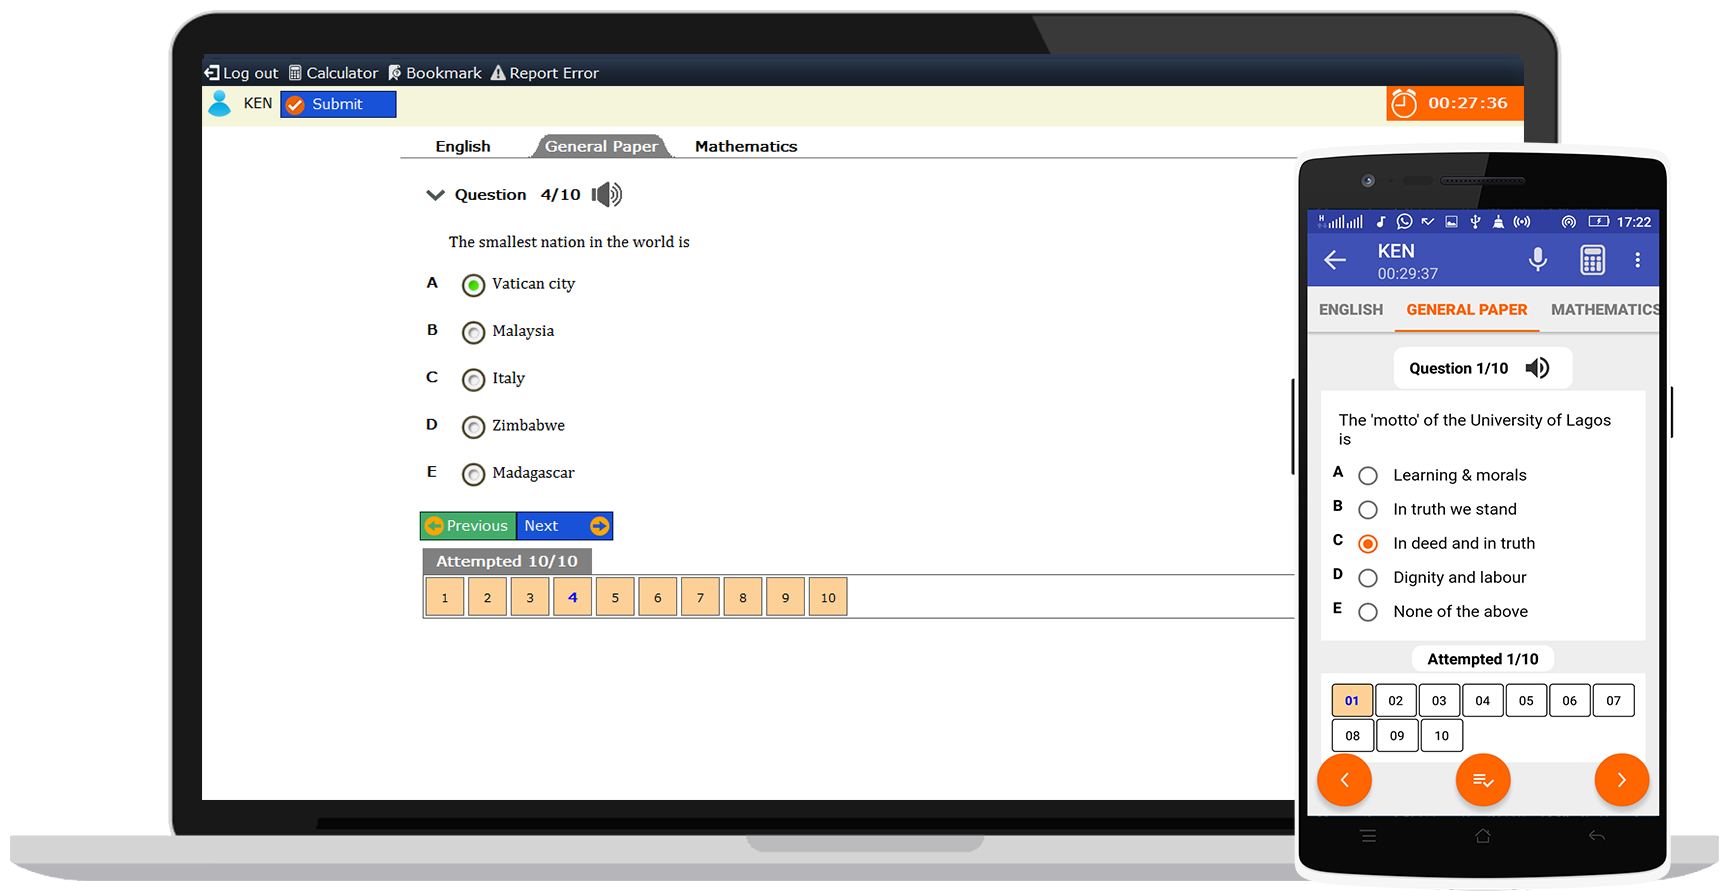 Log out Calculator Bookmark Report Error
KEN Submit 00:27:36
English General Paper Mathematics
Question 4/10
The smallest nation in the world is
A Vatican city
B Malaysia
C Italy
D Zimbabwe
E Madagascar
Previous Next
Attempted 10/10
1 2 3 4 5 6 7 8 9 10
H 17:22
KEN
00:29:37
ENGLISH GENERAL PAPER MATHEMATICS
Question 1/10
The 'motto' of the University of Lagos
is
A Learning & morals
B In truth we stand
C In deed and in truth
D Dignity and labour
E None of the above
Attempted 1/10
01 02 03 04 05 06 07
08 09 10